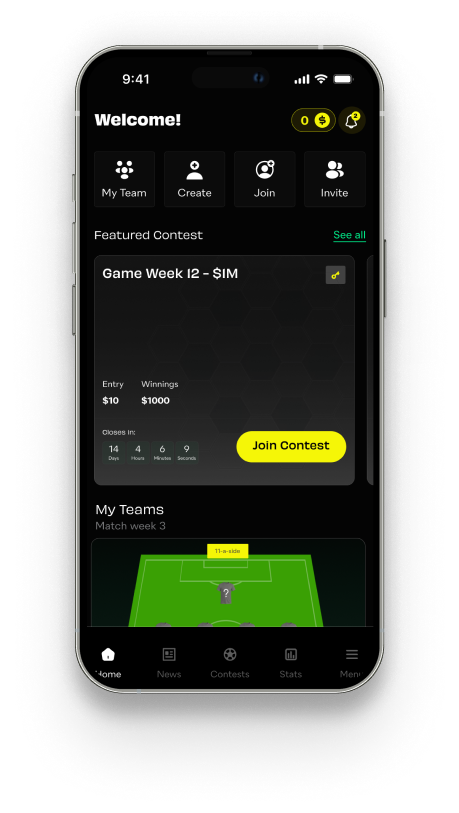 9:41
Welcome!
0 $
2
My Team Create Join Invite
Featured Contest See all
Game Week 12 - $1M
Entry Winnings
$10 $1000
Closes in:
14 4 6 9
Days Hours Minutes Seconds
Join Contest
My Teams
Match week 3
11-a-side
?
Home News Contests Stats Menu